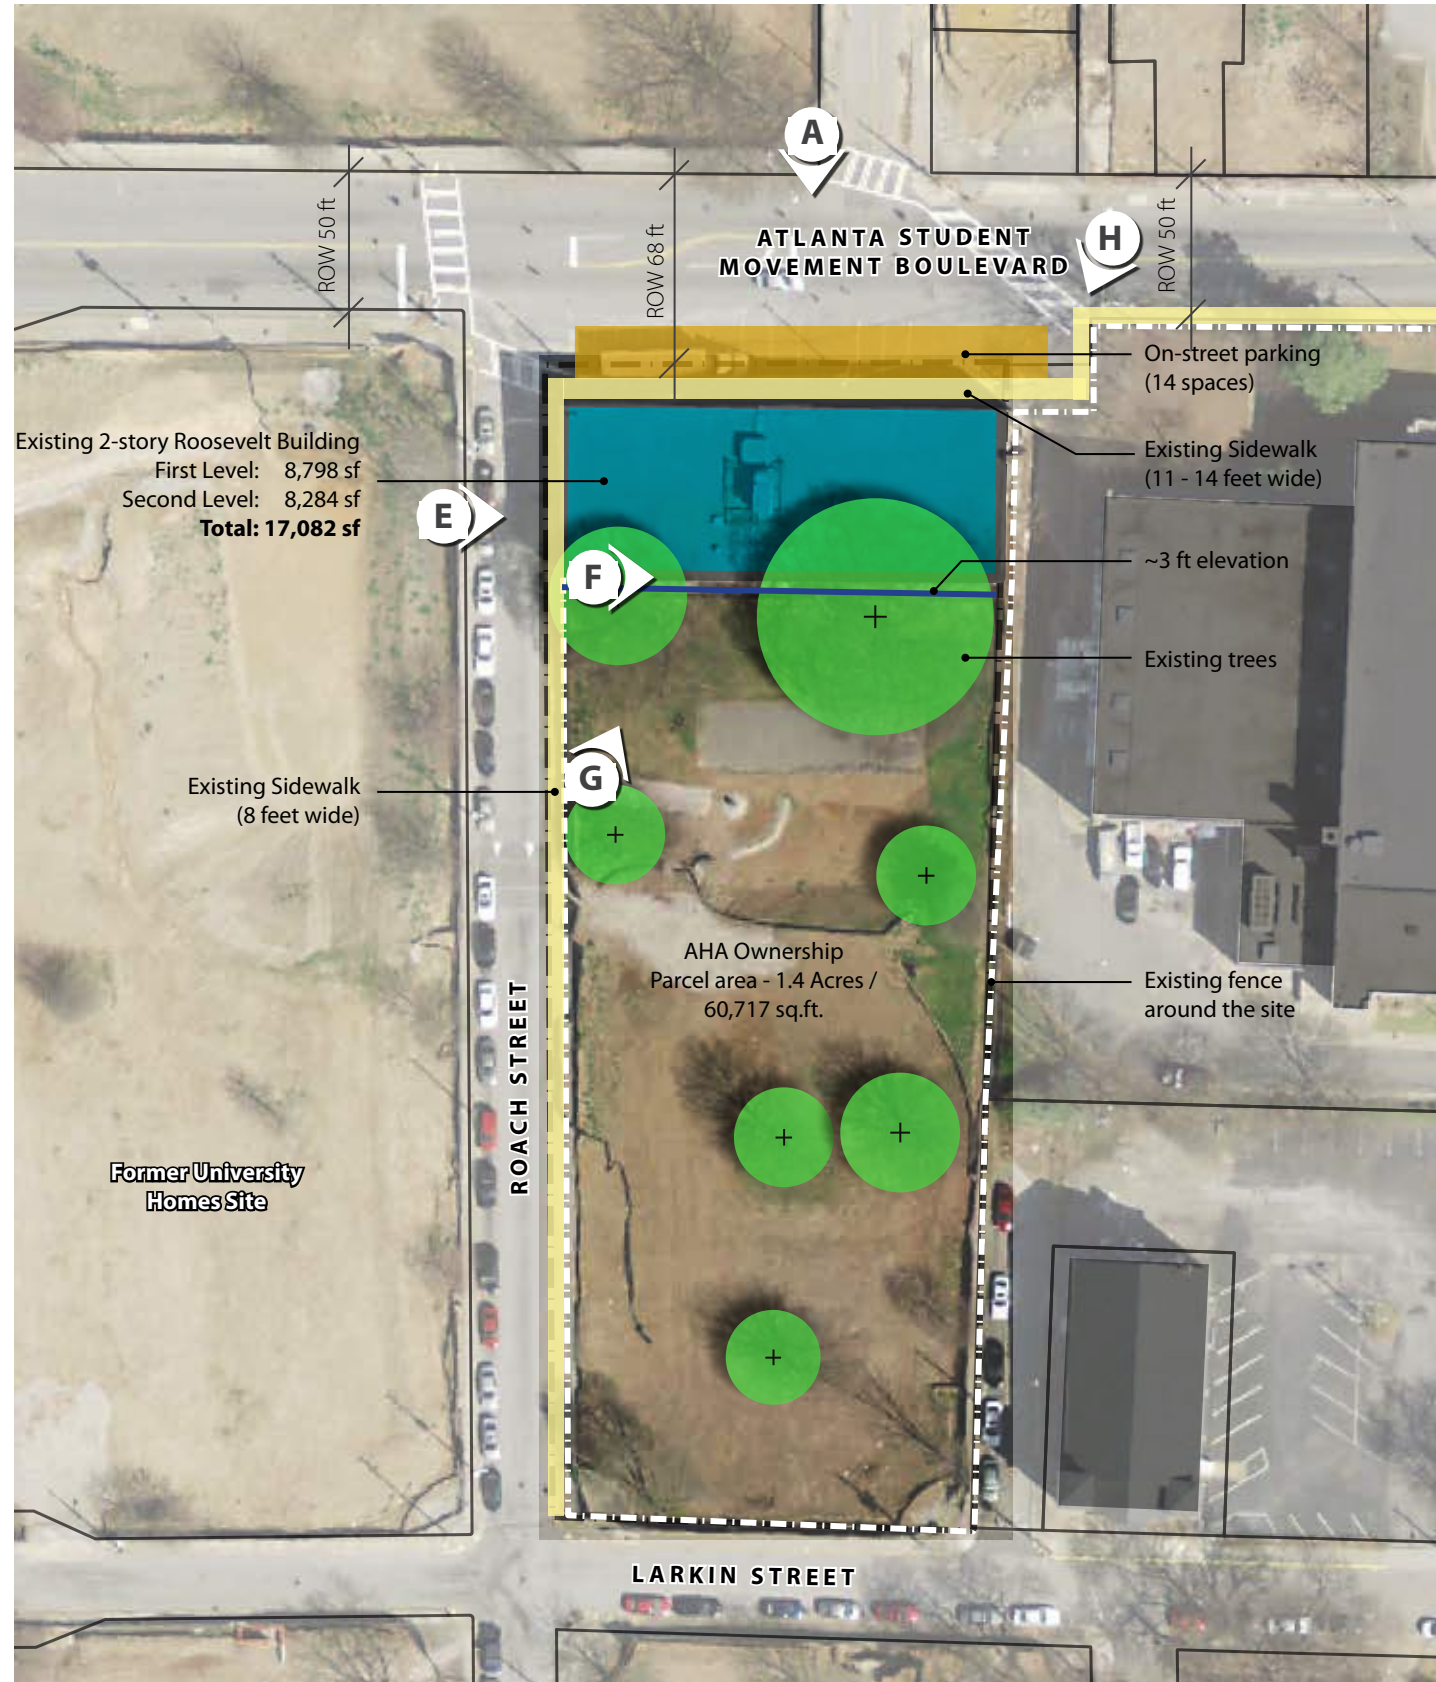 A
ROW 50 ft
ROW 68 ft
ATLANTA STUDENT
MOVEMENT BOULEVARD
H
ROW 50 ft
On-street parking
(14 spaces)
Existing 2-story Roosevelt Building
First Level: 8,798 sf
Second Level: 8,284 sf
Total: 17,082 sf
Existing Sidewalk
(11 - 14 feet wide)
E
F
~3 ft elevation
Existing trees
G
Existing Sidewalk
(8 feet wide)
AHA Ownership
Parcel area - 1.4 Acres /
60,717 sq.ft.
Existing fence
around the site
ROACH STREET
Former University
Homes Site
LARKIN STREET